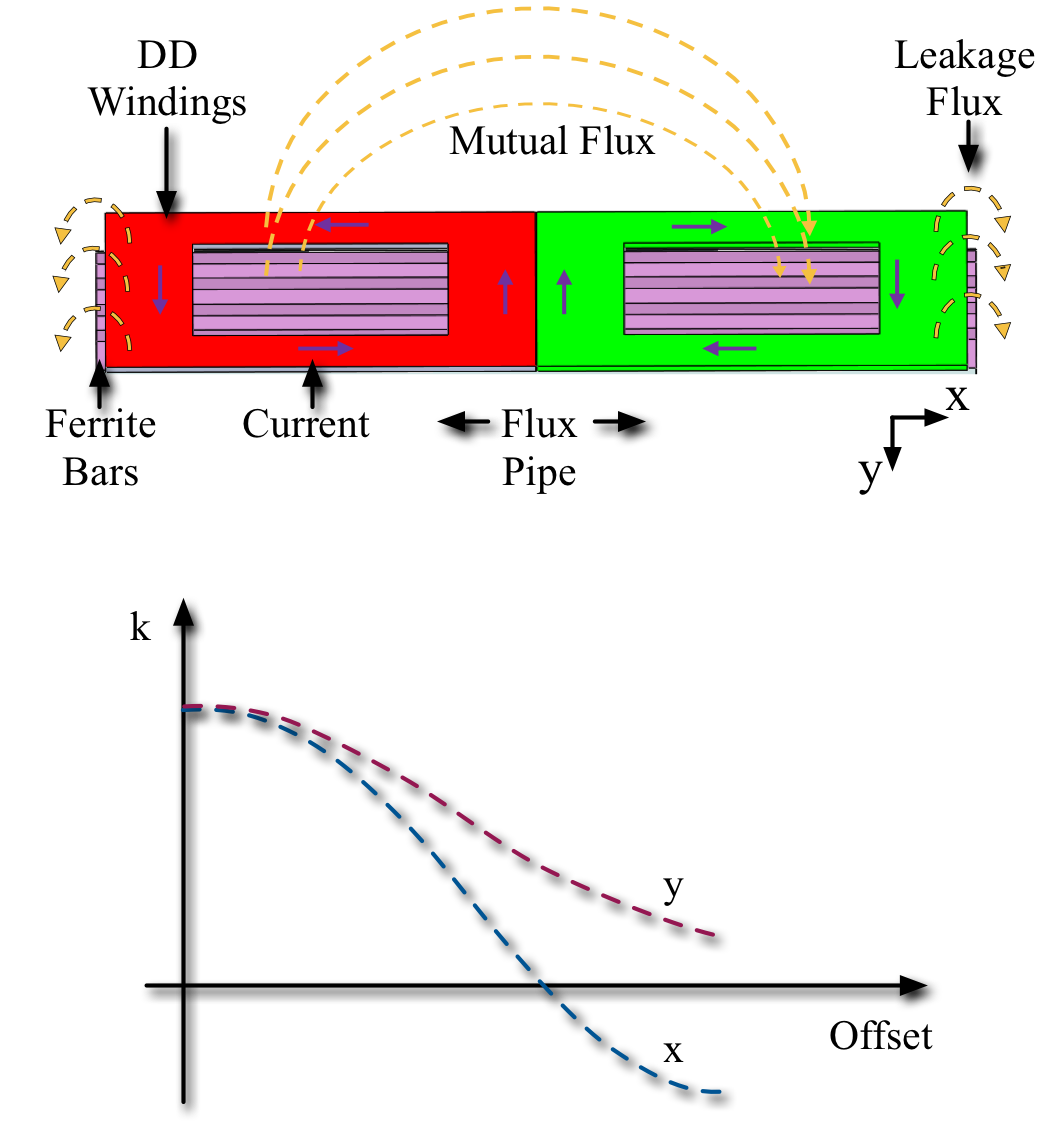 DD
Windings
Leakage
Flux
Mutual Flux
Ferrite
Bars
Current
Flux
Pipe
x
y
k
y
x
Offset